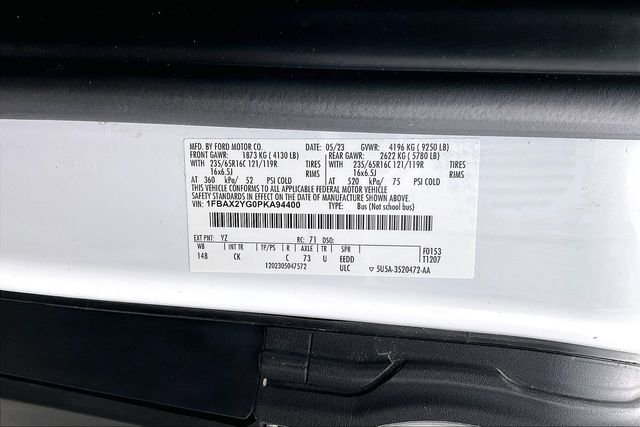 MFD. BY FORD MOTOR CO. DATE: 05/23 GVWR: 4196 KG ( 9250 LB)
FRONT GAWR: 1873 KG ( 4130 LB) REAR GAWR: 2622 KG ( 5780 LB)
WITH 235/65R16C 121/119R TIRES WITH 235/65R16C 121/119R TIRES
16x6.5J RIMS 16x6.5J RIMS
AT 360 kPa/ 52 PSI COLD AT 520 kPa/ 75 PSI COLD
THIS VEHICLE CONFORMS TO ALL APPLICABLE FEDERAL MOTOR VEHICLE
SAFETY STANDARDS IN EFFECT ON THE DATE OF MANUFACTURE SHOWN ABOVE.
VIN: 1FBAX2YG0PKA94400 TYPE: Bus (Not school bus)
EXT PNT: YZ RC: 71 DSO:
WB INT TR TP/PS R AXLE TR SPR F0153
148 CK C 73 U EEDD T1207
1202305047572 ULC ▽ 5U5A-3520472-AA